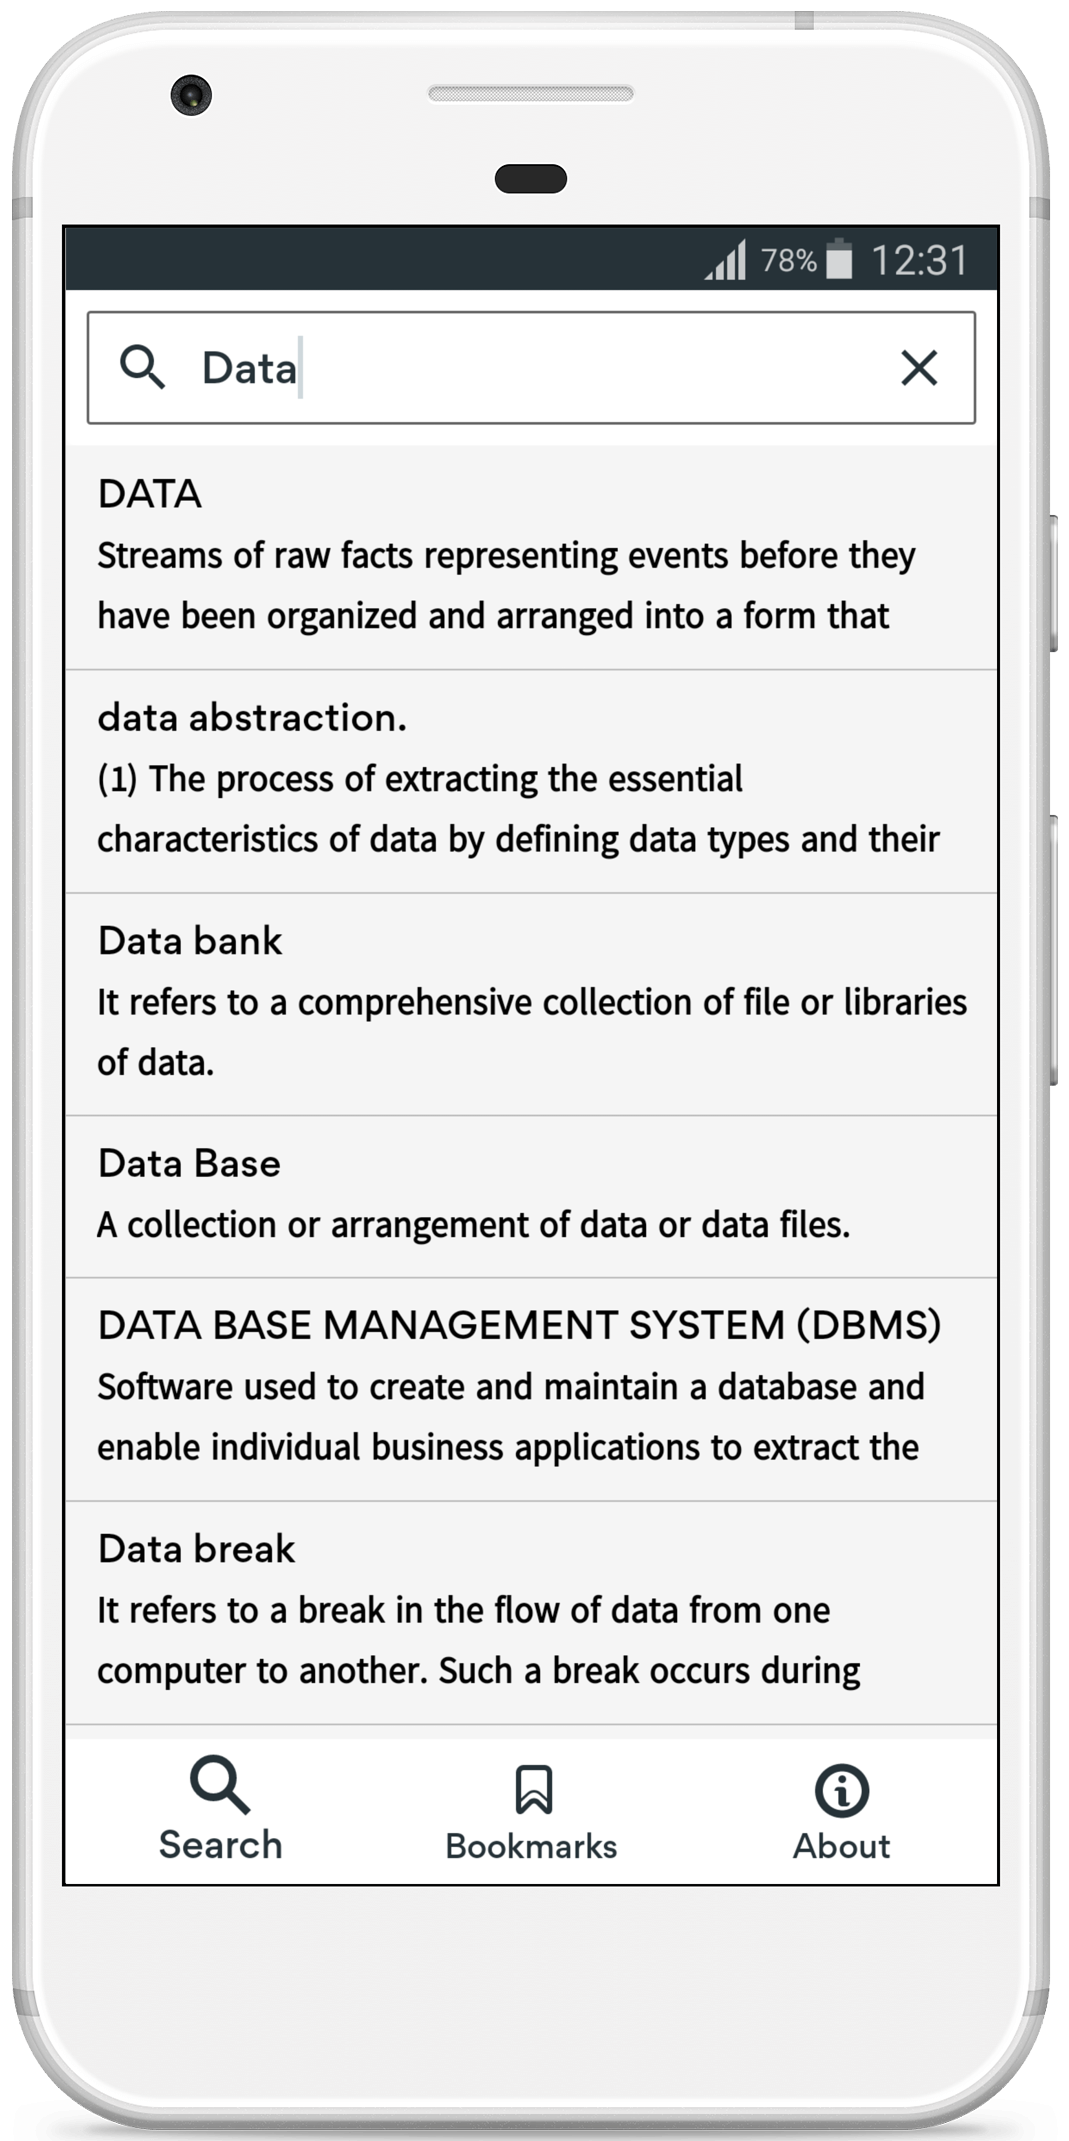 78% 12:31
Data
DATA
Streams of raw facts representing events before they
have been organized and arranged into a form that
data abstraction.
(1) The process of extracting the essential
characteristics of data by defining data types and their
Data bank
It refers to a comprehensive collection of file or libraries
of data.
Data Base
A collection or arrangement of data or data files.
DATA BASE MANAGEMENT SYSTEM (DBMS)
Software used to create and maintain a database and
enable individual business applications to extract the
Data break
It refers to a break in the flow of data from one
computer to another. Such a break occurs during
Search Bookmarks About